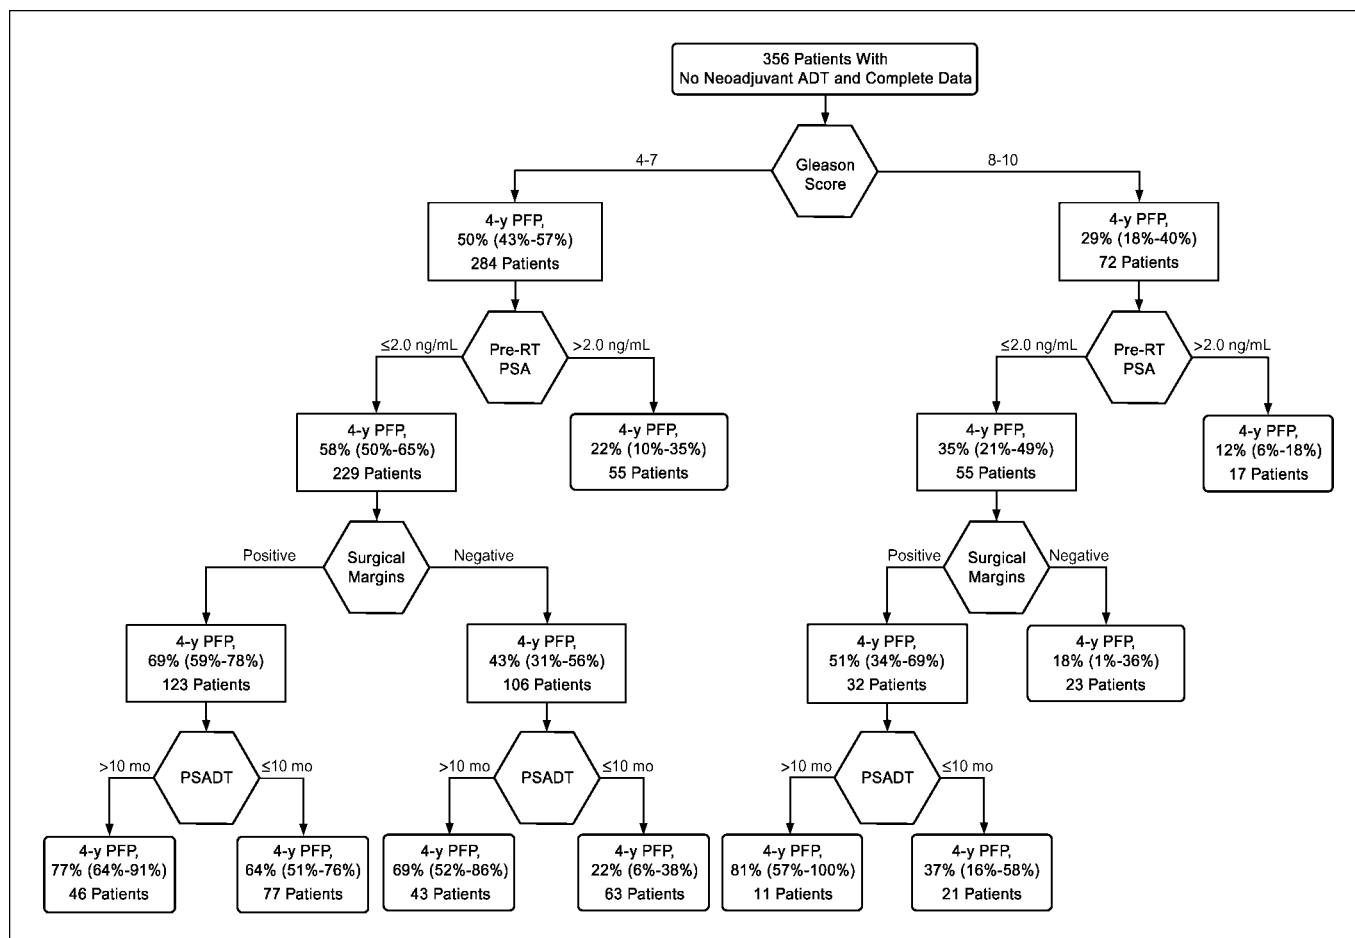 356 Patients With
No Neoadjuvant ADT and Complete Data
4-7
Gleason
Score
8-10
4-y PFP,
50% (43%-57%)
284 Patients
4-y PFP,
29% (18%-40%)
72 Patients
≤2.0 ng/mL
Pre-RT
PSA
>2.0 ng/mL
≤2.0 ng/mL
Pre-RT
PSA
>2.0 ng/mL
4-y PFP,
58% (50%-65%)
229 Patients
4-y PFP,
22% (10%-35%)
55 Patients
4-y PFP,
35% (21%-49%)
55 Patients
4-y PFP,
12% (6%-18%)
17 Patients
Positive
Surgical
Margins
Negative
Positive
Surgical
Margins
Negative
4-y PFP,
69% (59%-78%)
123 Patients
4-y PFP,
43% (31%-56%)
106 Patients
4-y PFP,
51% (34%-69%)
32 Patients
4-y PFP,
18% (1%-36%)
23 Patients
>10 mo
PSADT
≤10 mo
>10 mo
PSADT
≤10 mo
>10 mo
PSADT
≤10 mo
4-y PFP,
77% (64%-91%)
46 Patients
4-y PFP,
64% (51%-76%)
77 Patients
4-y PFP,
69% (52%-86%)
43 Patients
4-y PFP,
22% (6%-38%)
63 Patients
4-y PFP,
81% (57%-100%)
11 Patients
4-y PFP,
37% (16%-58%)
21 Patients